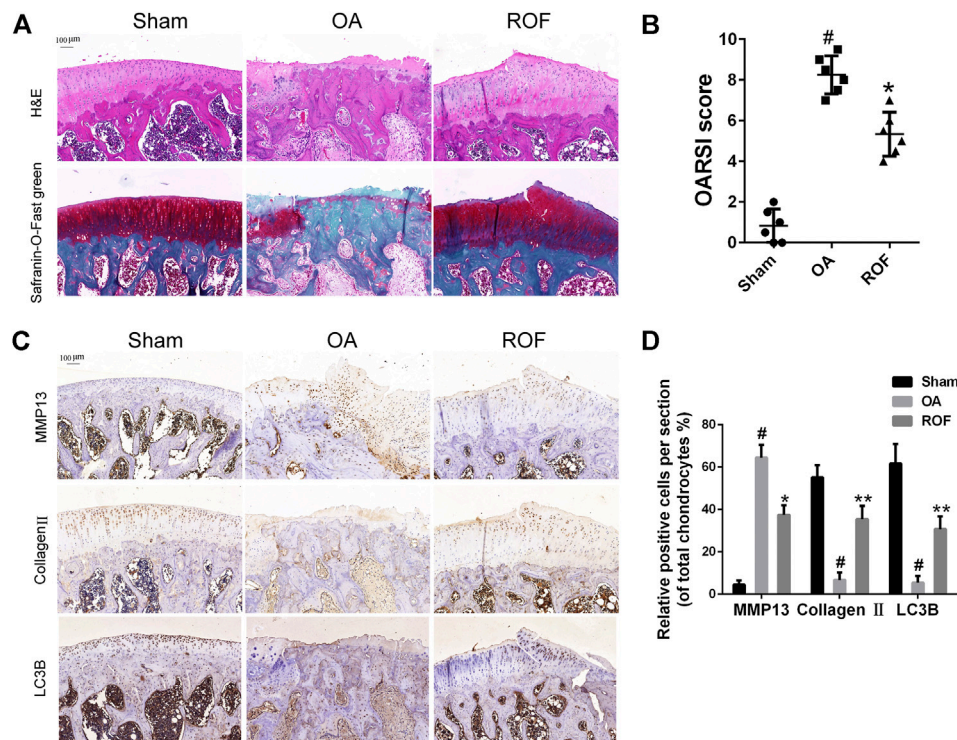 A
Sham
OA
ROF
100 μm
H&E
Safranin-O-Fast green
B
OARSI score
10
8
6
4
2
0
#
*
Sham
OA
ROF
C
Sham
OA
ROF
100 μm
MMP13
Collagen II
LC3B
D
Sham
OA
ROF
Relative positive cells per section
(of total chondrocytes %)
80
60
40
20
0
#
*
#
**
#
**
MMP13 Collagen II LC3B